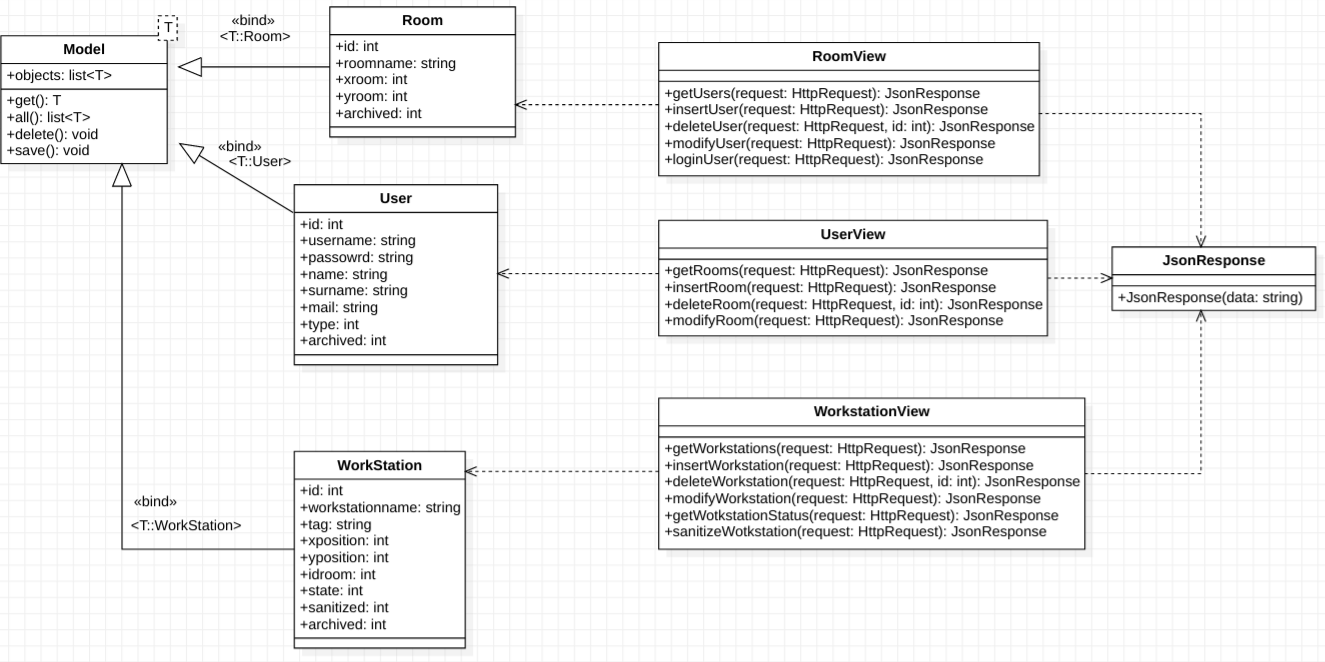 T
Model
+objects: list<T>
+get(): T
+all(): list<T>
+delete(): void
+save(): void
«bind»
<T::Room>
Room
+id: int
+roomname: string
+xroom: int
+yroom: int
+archived: int
«bind»
<T::User>
User
+id: int
+username: string
+passowrd: string
+name: string
+surname: string
+mail: string
+type: int
+archived: int
«bind»
<T::WorkStation>
WorkStation
+id: int
+workstationname: string
+tag: string
+xposition: int
+yposition: int
+idroom: int
+state: int
+sanitized: int
+archived: int
RoomView
+getUsers(request: HttpRequest): JsonResponse
+insertUser(request: HttpRequest): JsonResponse
+deleteUser(request: HttpRequest, id: int): JsonResponse
+modifyUser(request: HttpRequest): JsonResponse
+loginUser(request: HttpRequest): JsonResponse
UserView
+getRooms(request: HttpRequest): JsonResponse
+insertRoom(request: HttpRequest): JsonResponse
+deleteRoom(request: HttpRequest, id: int): JsonResponse
+modifyRoom(request: HttpRequest): JsonResponse
WorkstationView
+getWorkstations(request: HttpRequest): JsonResponse
+insertWorkstation(request: HttpRequest): JsonResponse
+deleteWorkstation(request: HttpRequest, id: int): JsonResponse
+modifyWorkstation(request: HttpRequest): JsonResponse
+getWotkstationStatus(request: HttpRequest): JsonResponse
+sanitizeWotkstation(request: HttpRequest): JsonResponse
JsonResponse
+JsonResponse(data: string)